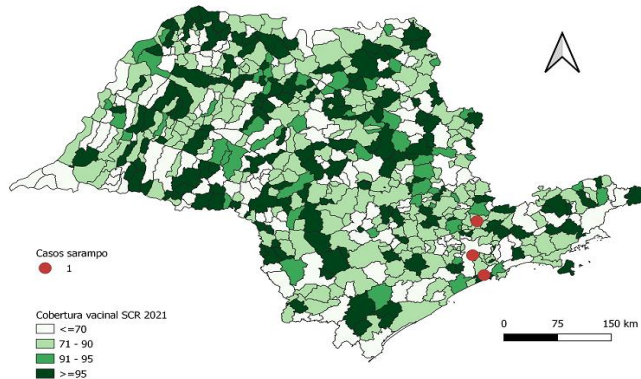 Casos sarampo
1
Cobertura vacinal SCR 2021
<=70
71 - 90
91 - 95
>=95
0 75 150 km